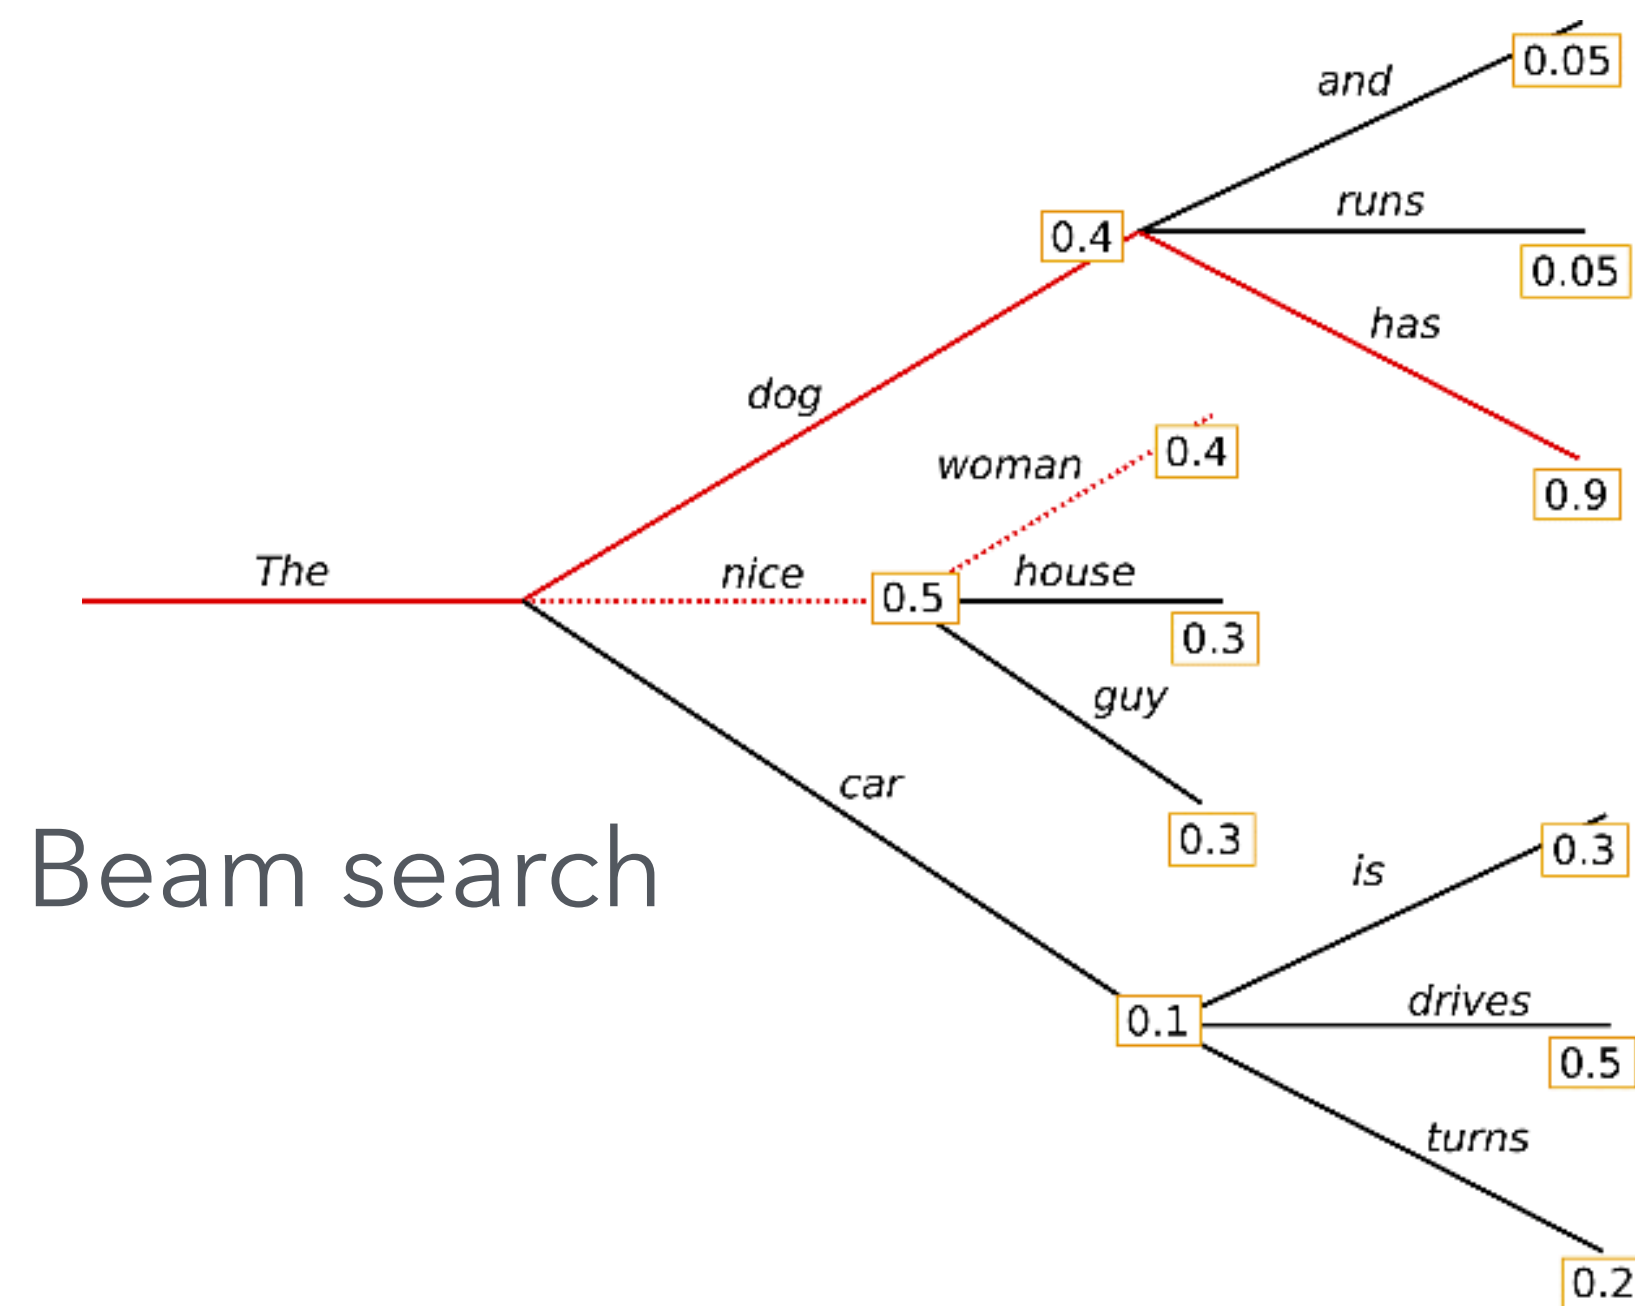 and
0.05
runs
0.4
0.05
has
dog
woman
0.4
0.9
The
nice
0.5
house
0.3
guy
car
0.3
Beam search
is
0.3
drives
0.1
0.5
turns
0.2